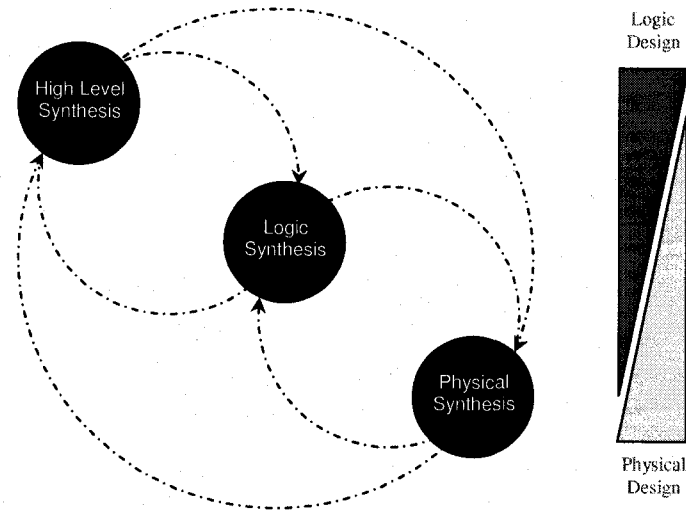 High Level
Synthesis
Logic
Synthesis
Physical
Synthesis
Logic
Design
Physical
Design